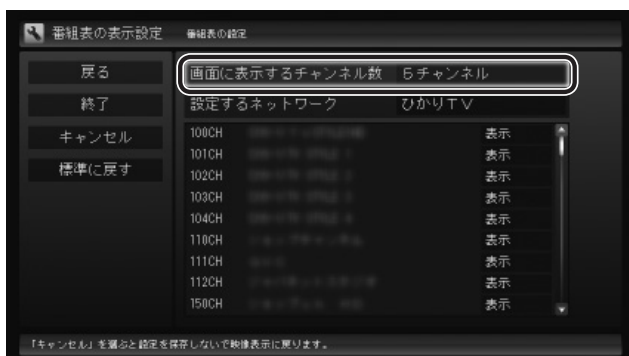 番組表の表示設定 番組表の設定
戻る
終了
キャンセル
標準に戻す
画面に表示するチャンネル数 5チャンネル
設定するネットワーク ひかりTV
100CH 表示
101CH 表示
102CH 表示
103CH 表示
104CH 表示
110CH 表示
111CH 表示
112CH 表示
150CH 表示
「キャンセル」を選ぶと設定を保存しないで映像表示に戻ります。